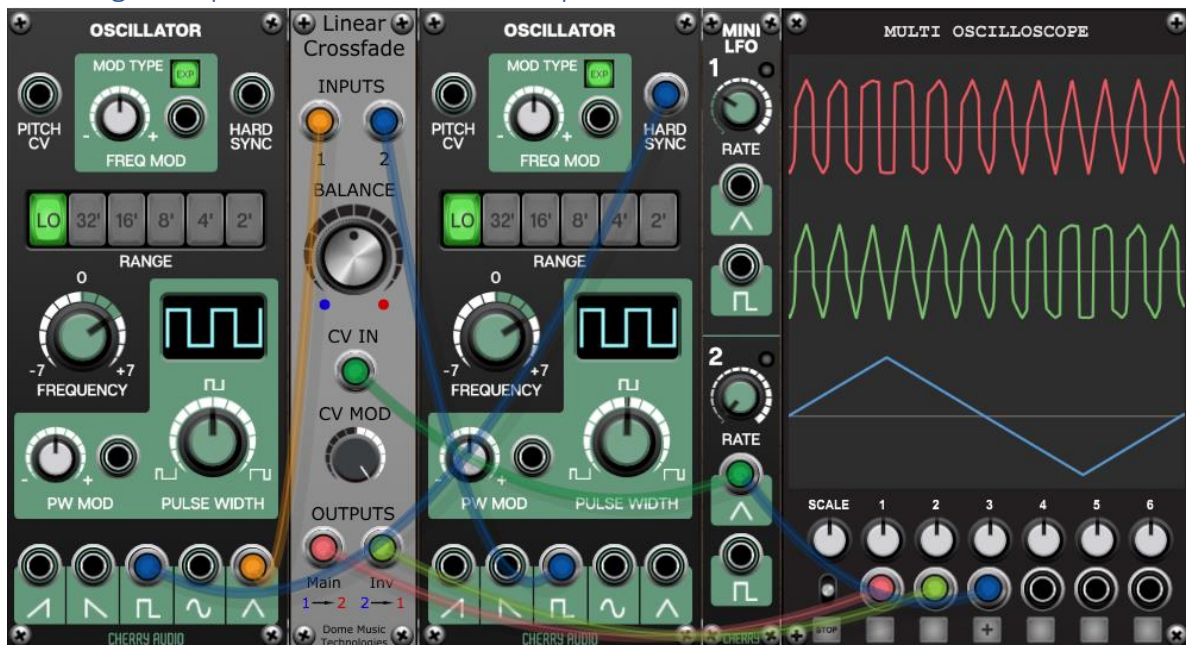 OSCILLATOR
MOD TYPE
EXP
PITCH
CV
- +
FREQ MOD
HARD
SYNC
LO 32' 16' 8' 4' 2'
RANGE
0
-7 +7
FREQUENCY
- +
PW MOD
PULSE WIDTH
CHERRY AUDIO
Linear
Crossfade
INPUTS
1 2
BALANCE
CV IN
CV MOD
OUTPUTS
Main Inv
1→2 2→1
Dome Music
Technologies
OSCILLATOR
MOD TYPE
EXP
PITCH
CV
- +
FREQ MOD
HARD
SYNC
LO 32' 16' 8' 4' 2'
RANGE
0
-7 +7
FREQUENCY
- +
PW MOD
PULSE WIDTH
CHERRY AUDIO
MINI
LFO
1
RATE
2
RATE
CHERRY
MULTI OSCILLOSCOPE
SCALE 1 2 3 4 5 6
STOP +